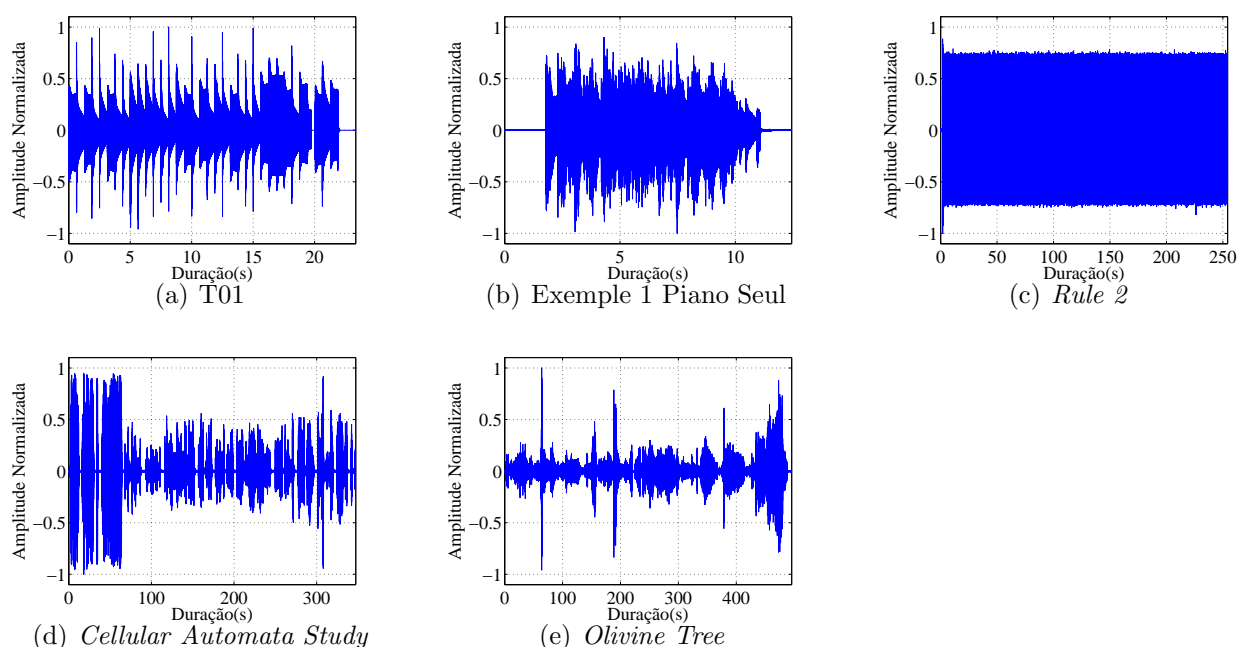 Amplitude Normalizada
1
0.5
0
−0.5
−1
0 5 10 15 20
Duração(s)
(a) T01
Amplitude Normalizada
1
0.5
0
−0.5
−1
0 5 10
Duração(s)
(b) Exemple 1 Piano Seul
Amplitude Normalizada
1
0.5
0
−0.5
−1
0 50 100 150 200 250
Duração(s)
(c) Rule 2
Amplitude Normalizada
1
0.5
0
−0.5
−1
0 100 200 300
Duração(s)
(d) Cellular Automata Study
Amplitude Normalizada
1
0.5
0
−0.5
−1
0 100 200 300 400
Duração(s)
(e) Olivine Tree